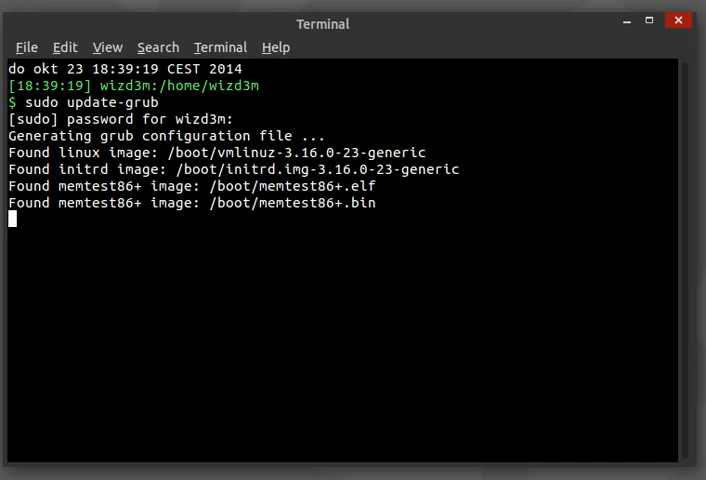 Terminal
File Edit View Search Terminal Help
do okt 23 18:39:19 CEST 2014
[18:39:19] wizd3m:/home/wizd3m
$ sudo update-grub
[sudo] password for wizd3m:
Generating grub configuration file ...
Found linux image: /boot/vmlinuz-3.16.0-23-generic
Found initrd image: /boot/initrd.img-3.16.0-23-generic
Found memtest86+ image: /boot/memtest86+.elf
Found memtest86+ image: /boot/memtest86+.bin